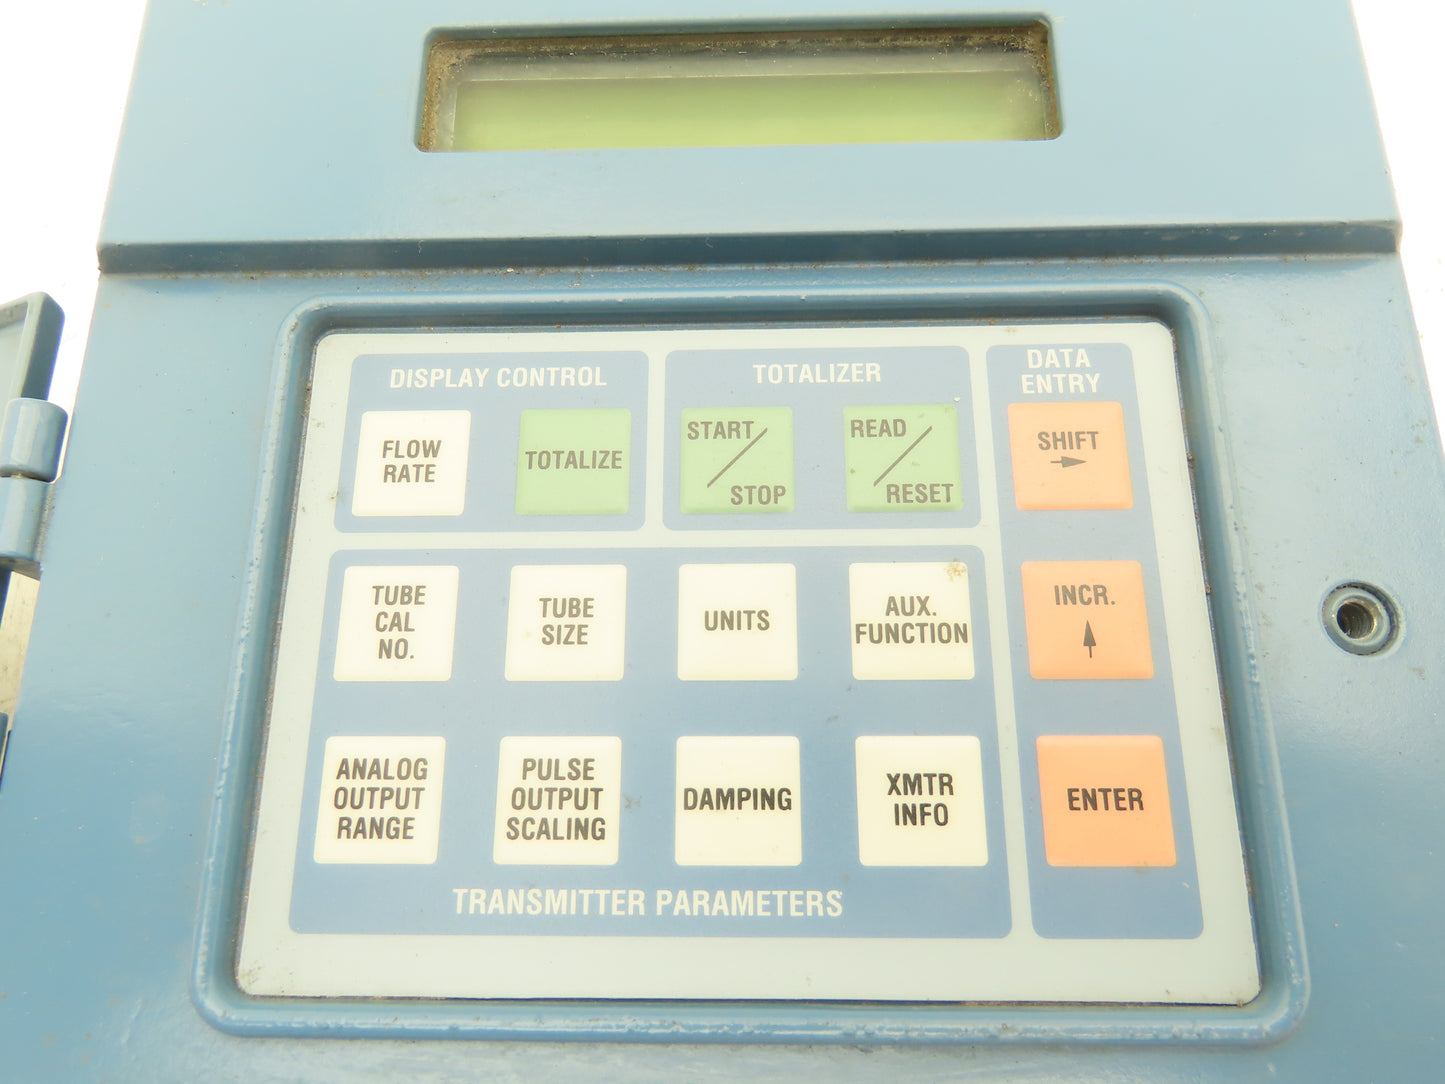 DISPLAY CONTROL
FLOW
RATE
TOTALIZE
TOTALIZER
START
STOP
READ
RESET
DATA
ENTRY
SHIFT
INCR.
ENTER
TUBE
CAL
NO.
TUBE
SIZE
UNITS
AUX.
FUNCTION
ANALOG
OUTPUT
RANGE
PULSE
OUTPUT
SCALING
DAMPING
XMTR
INFO
TRANSMITTER PARAMETERS